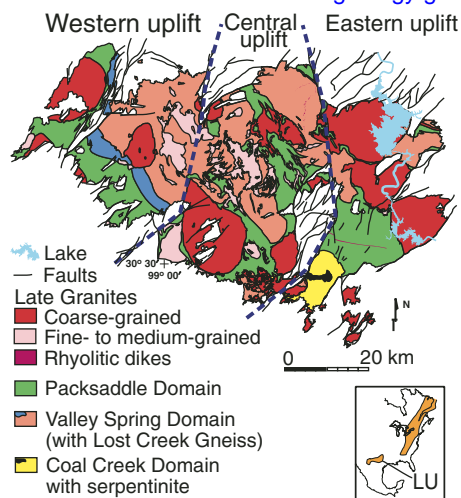 Western uplift
Central
uplift
Eastern uplift
Lake
Faults
30° 30'
99° 00'
Late Granites
Coarse-grained
Fine- to medium-grained
Rhyolitic dikes
Packsaddle Domain
Valley Spring Domain
(with Lost Creek Gneiss)
Coal Creek Domain
with serpentinite
N
0 20 km
LU